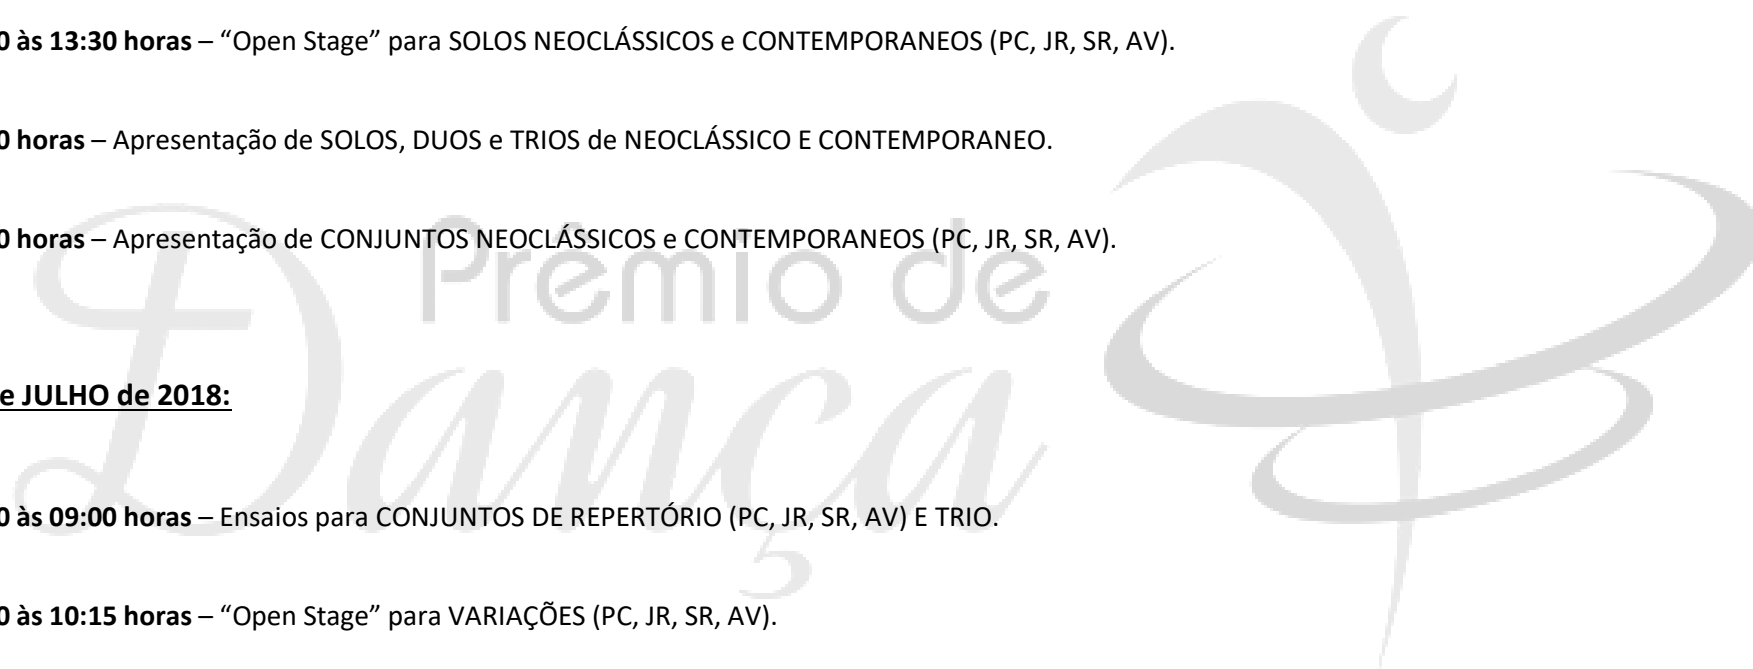 0 às 13:30 horas – “Open Stage” para SOLOS NEOCLÁSSICOS e CONTEMPORANEOS (PC, JR, SR, AV).
0 horas – Apresentação de SOLOS, DUOS e TRIOS de NEOCLÁSSICO E CONTEMPORANEO.
0 horas – Apresentação de CONJUNTOS NEOCLÁSSICOS e CONTEMPORANEOS (PC, JR, SR, AV).
Prêmio de
Dança
e JULHO de 2018:
0 às 09:00 horas – Ensaios para CONJUNTOS DE REPERTÓRIO (PC, JR, SR, AV) E TRIO.
0 às 10:15 horas – “Open Stage” para VARIAÇÕES (PC, JR, SR, AV).